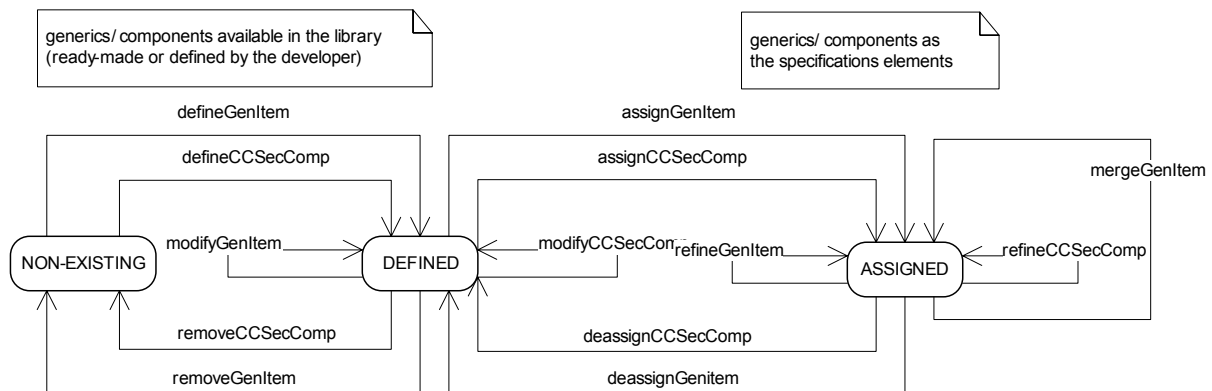 generics/ components available in the library
(ready-made or defined by the developer)
generics/ components as
the specifications elements
defineGenItem
assignGenItem
defineCCSecComp
assignCCSecComp
mergeGenItem
modifyGenItem
modifyCCSecComp
refineGenItem
refineCCSecComp
NON-EXISTING
DEFINED
ASSIGNED
removeCCSecComp
deassignCCSecComp
removeGenItem
deassignGenitem